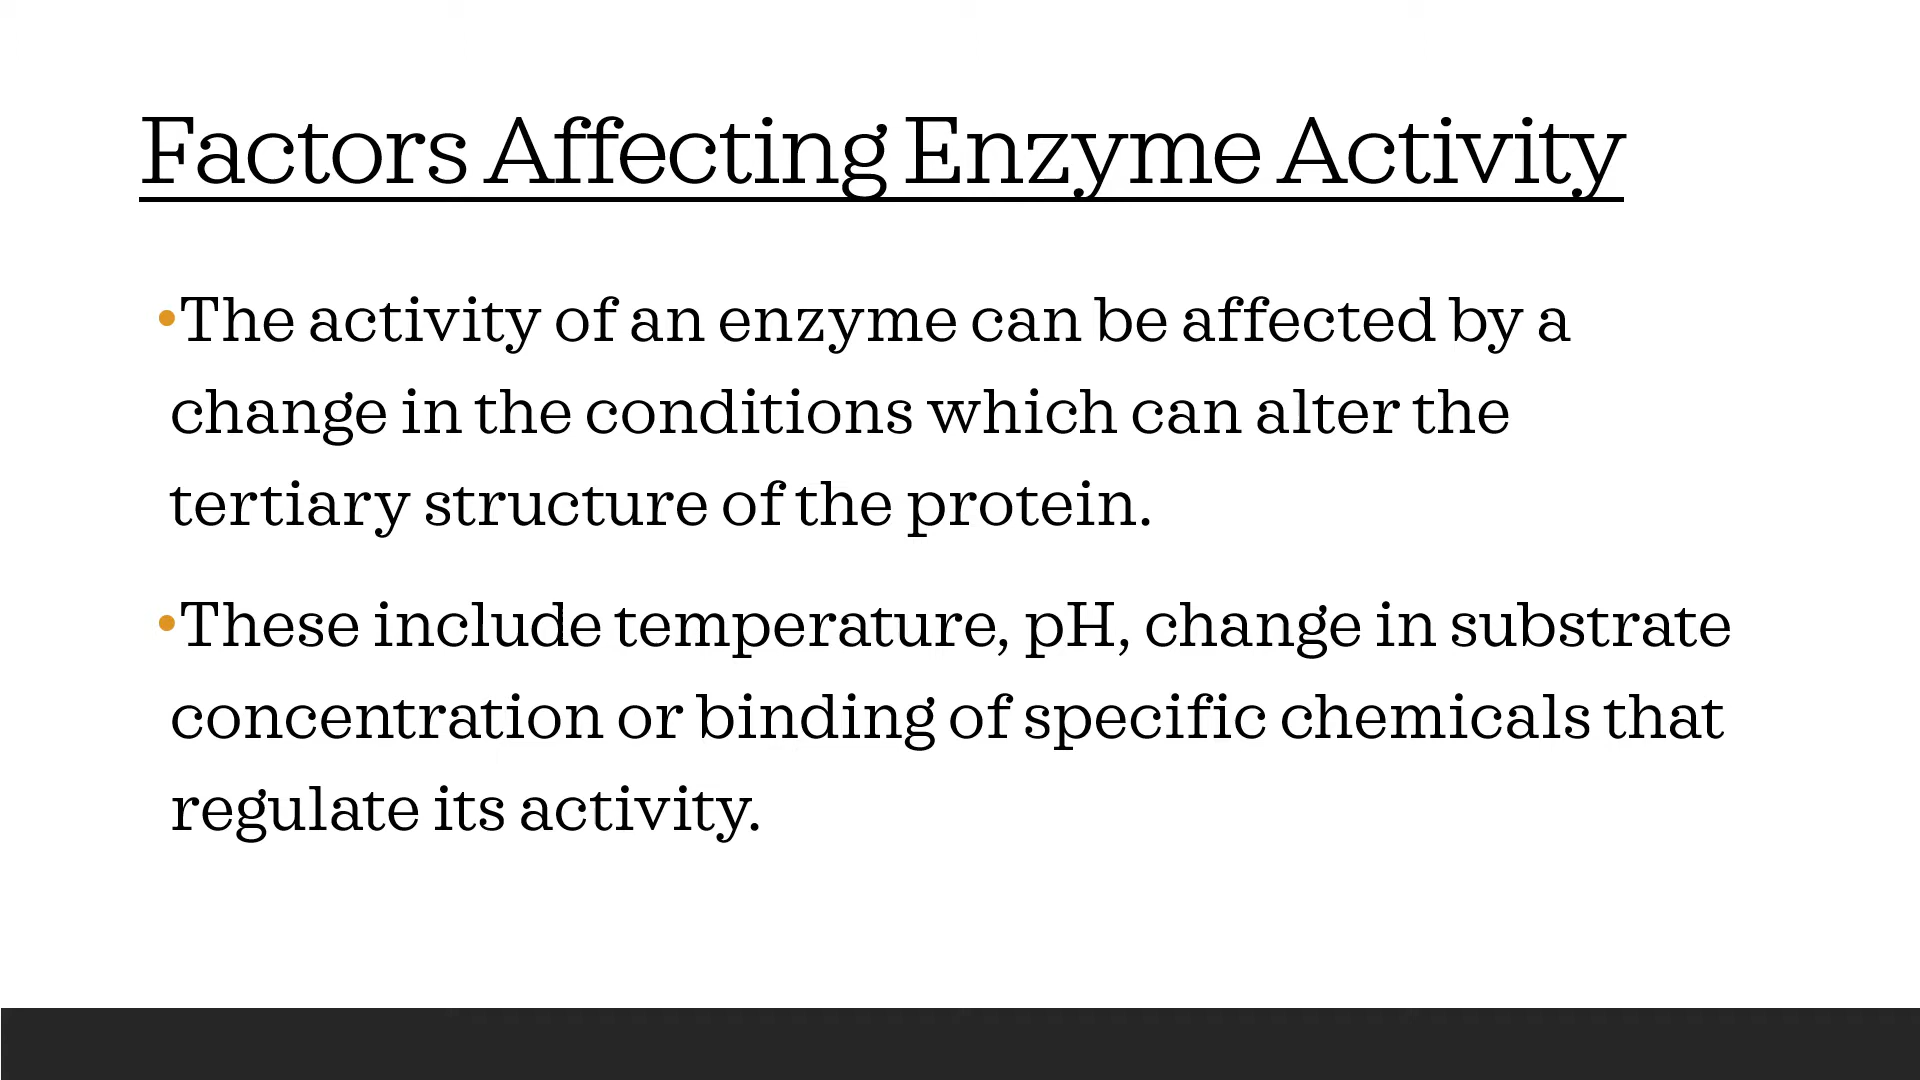 Factors Affecting Enzyme Activity
•The activity of an enzyme can be affected by a
change in the conditions which can alter the
tertiary structure of the protein.
•These include temperature, pH, change in substrate
concentration or binding of specific chemicals that
regulate its activity.